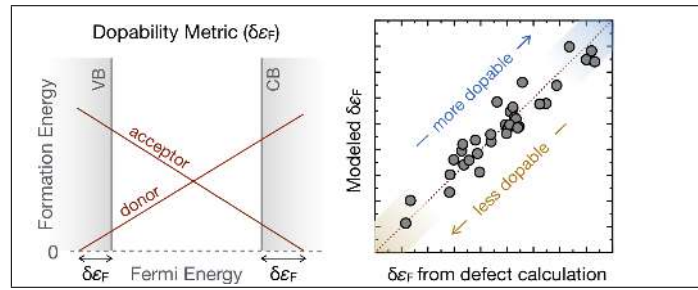 Dopability Metric (δεF)
VB
CB
Formation Energy
acceptor
donor
0
δεF
Fermi Energy
δεF
Modeled δεF
more dopable
less dopable
δεF from defect calculation